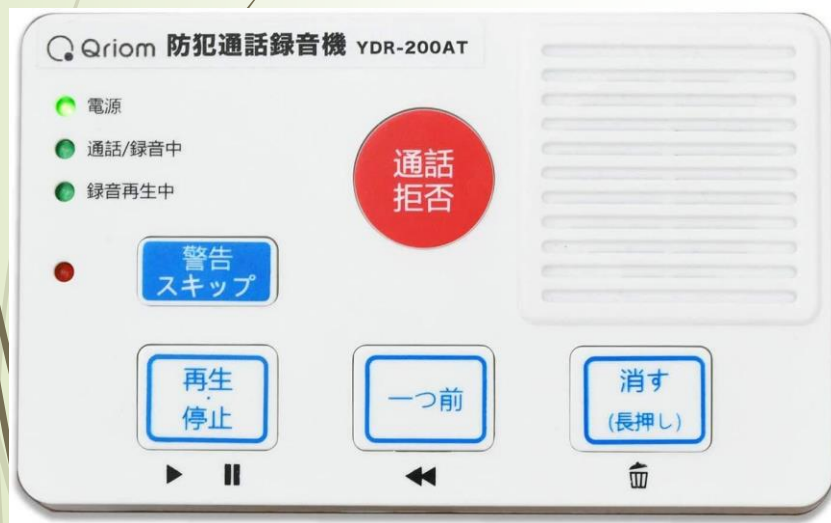 Qriom 防犯通話録音機 YDR-200AT
電源
通話/録音中
録音再生中
通話
拒否
警告
スキップ
再生
・
停止
一つ前
消す
(長押し)